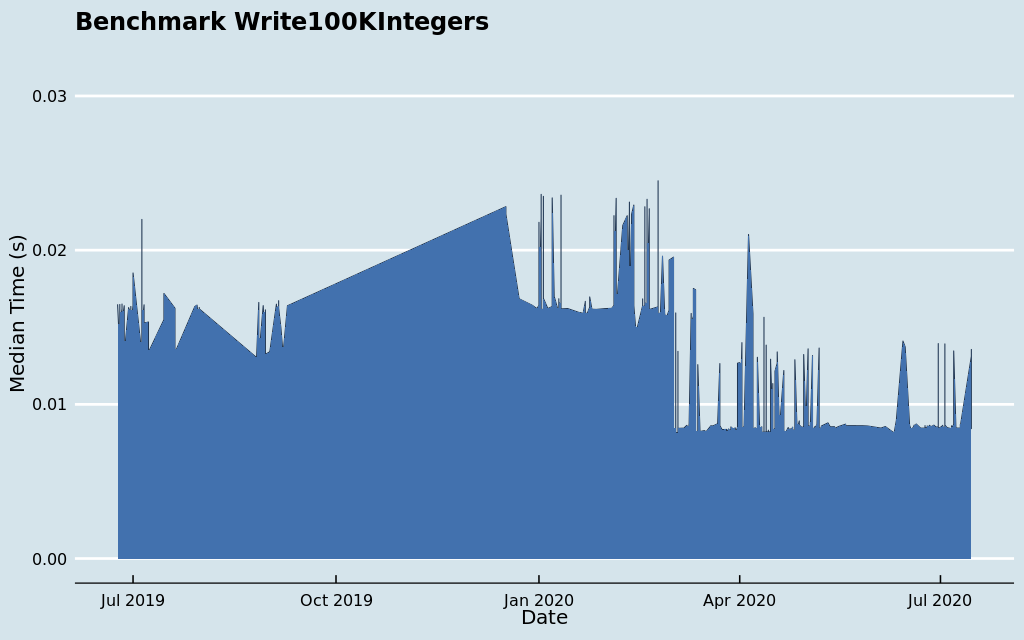 Benchmark Write100KIntegers
Median Time (s)
0.03
0.02
0.01
0.00
Jul 2019
Oct 2019
Jan 2020
Apr 2020
Jul 2020
Date